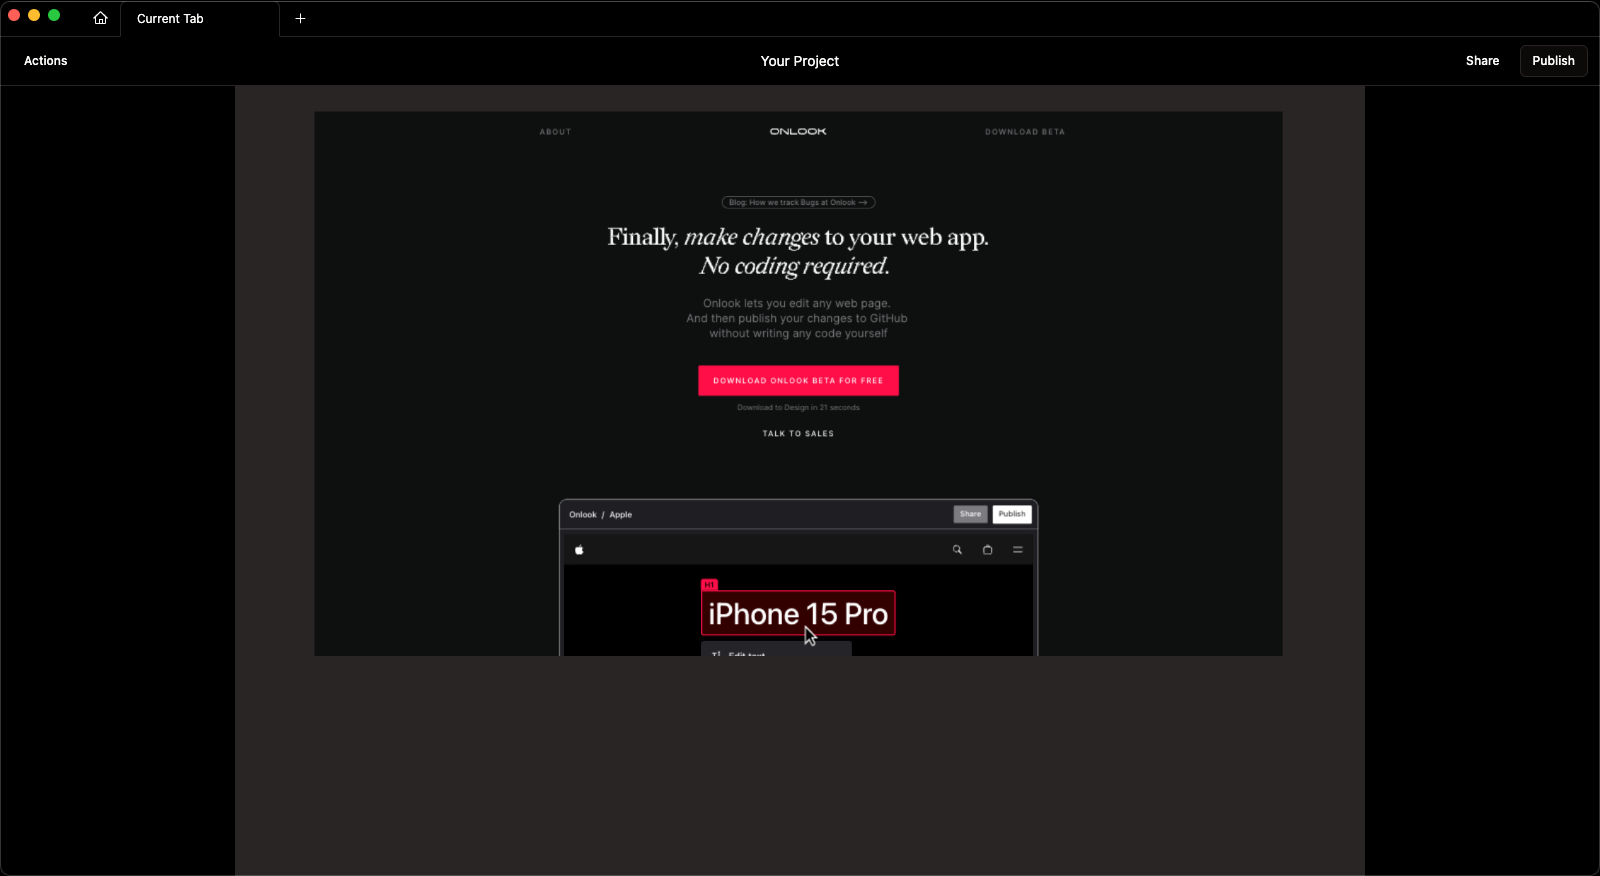 Current Tab
Actions
Your Project
Share
Publish
ABOUT
ONLOOK
DOWNLOAD BETA
Blog: How we track Bugs at Onlook →
Finally, make changes to your web app.
No coding required.
Onlook lets you edit any web page.
And then publish your changes to GitHub
without writing any code yourself
DOWNLOAD ONLOOK BETA FOR FREE
Download to Design in 21 seconds
TALK TO SALES
Onlook / Apple
Share
Publish
H1
iPhone 15 Pro
Edit text